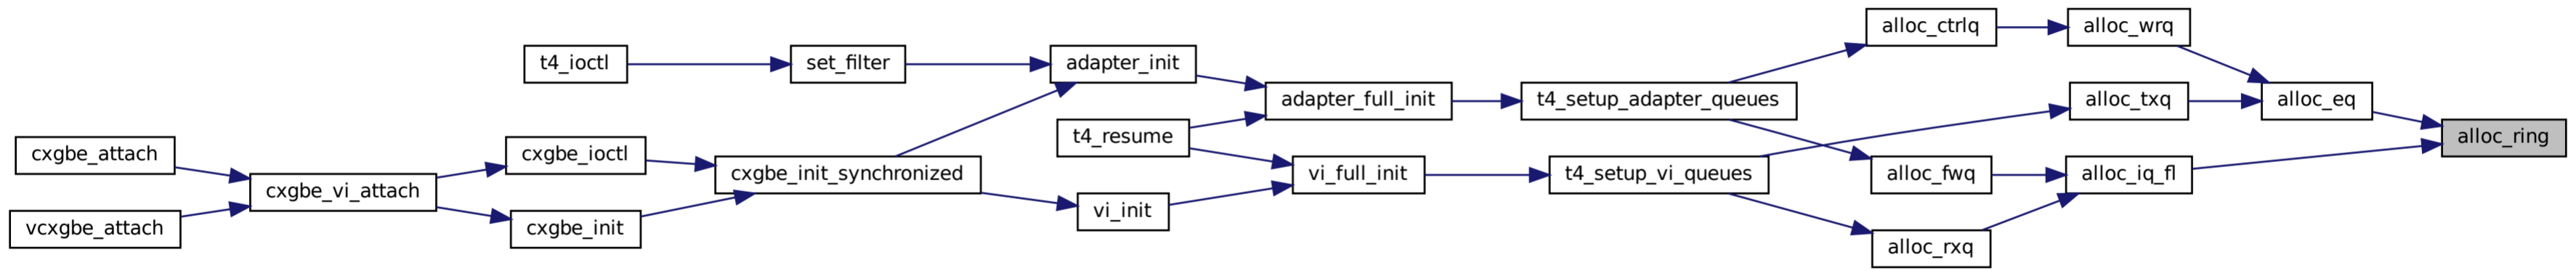 cxgbe_attach
vcxgbe_attach
cxgbe_vi_attach
t4_ioctl
cxgbe_ioctl
cxgbe_init
set_filter
cxgbe_init_synchronized
adapter_init
t4_resume
vi_init
adapter_full_init
vi_full_init
t4_setup_adapter_queues
t4_setup_vi_queues
alloc_ctrlq
alloc_fwq
alloc_rxq
alloc_wrq
alloc_txq
alloc_iq_fl
alloc_eq
alloc_ring